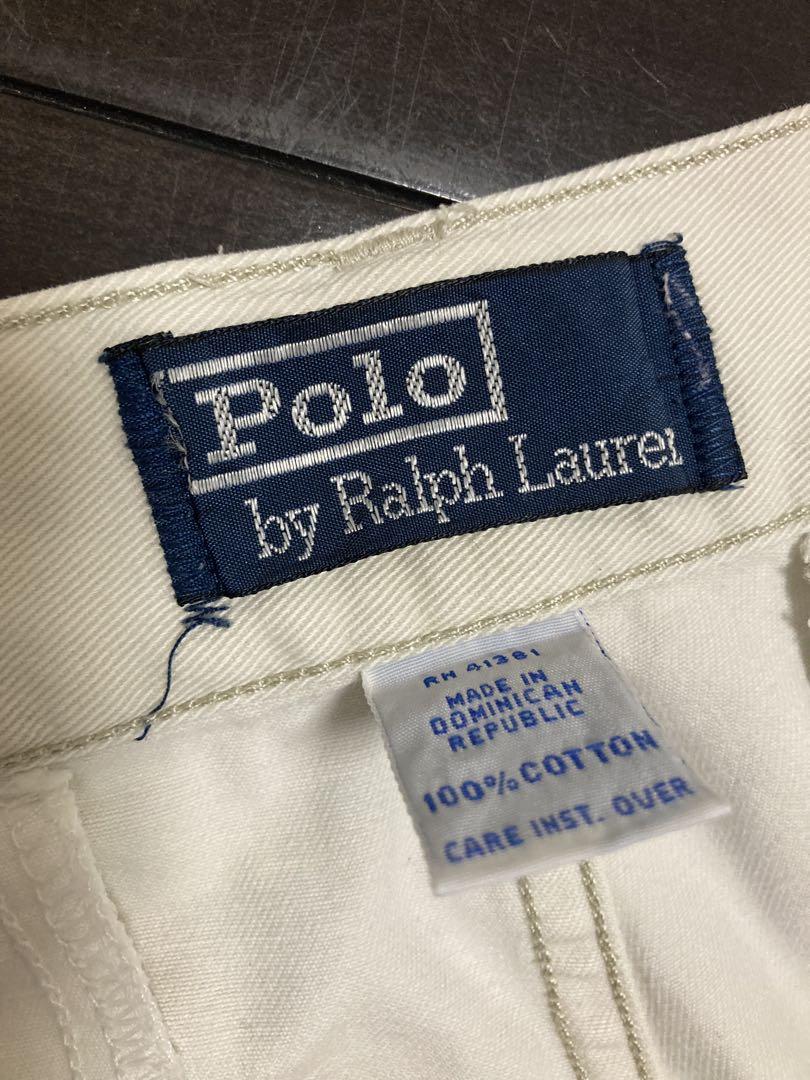 Polo
by Ralph Lauren
RN 41381
MADE IN
DOMINICAN
REPUBLIC
100% COTTON
CARE INST. OVER